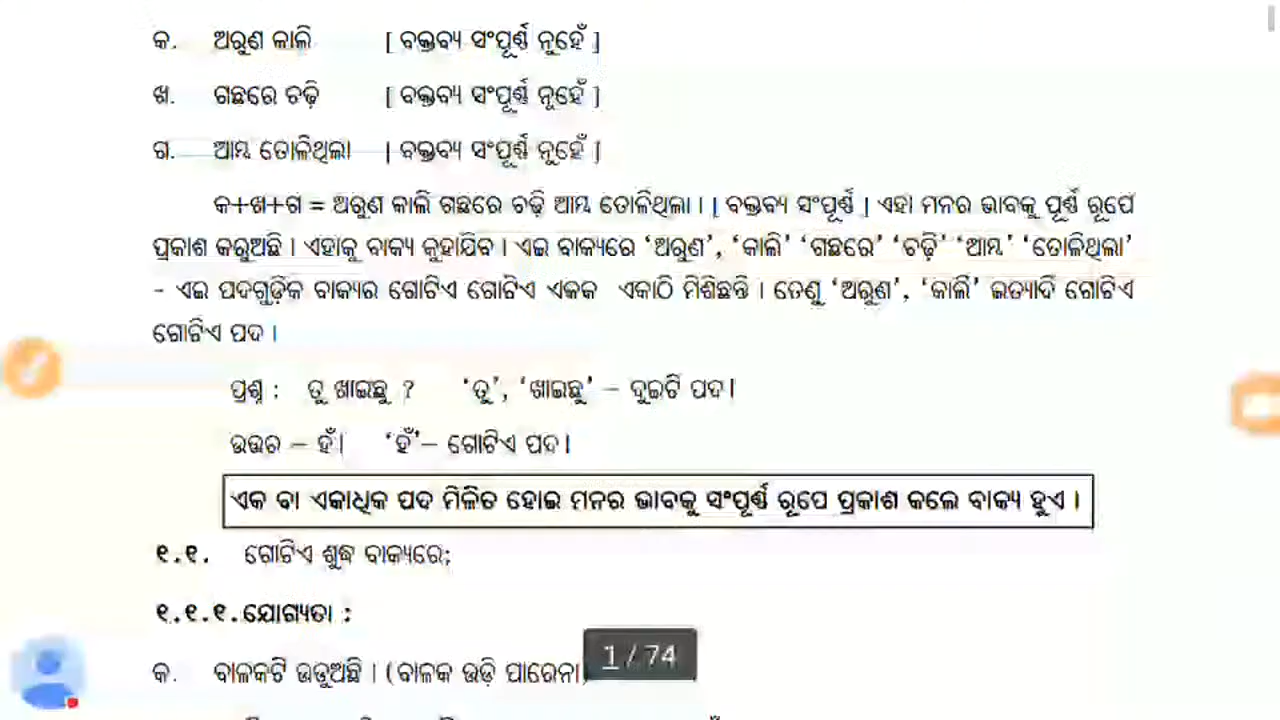 କ. ଅରୁଣ କାଲି [ ବକ୍ତବ୍ୟ ସଂପୂର୍ଣ୍ଣ ନୁହେଁ ]
ଖ. ଗଛରେ ଚଢ଼ି [ ବକ୍ତବ୍ୟ ସଂପୂର୍ଣ୍ଣ ନୁହେଁ ]
ଗ. ଆମ୍ଭ ତୋଳିଥିଲା [ ବକ୍ତବ୍ୟ ସଂପୂର୍ଣ୍ଣ ନୁହେଁ ]
କ+ଖ+ଗ = ଅରୁଣ କାଲି ଗଛରେ ଚଢ଼ି ଆମ୍ଭ ତୋଳିଥିଲା । [ ବକ୍ତବ୍ୟ ସଂପୂର୍ଣ୍ଣ ] ଏହା ମନର ଭାବକୁ ପୂର୍ଣ୍ଣ ରୂପେ
ପ୍ରକାଶ କରୁଅଛି । ଏହାକୁ ବାକ୍ୟ କୁହାଯିବ । ଏଇ ବାକ୍ୟରେ ‘ଅରୁଣ’, ‘କାଲି’ ‘ଗଛରେ’ ‘ଚଢ଼ି’ ‘ଆମ୍ଭ’ ‘ତୋଳିଥିଲା’
- ଏଇ ପଦଗୁଡ଼ିକ ବାକ୍ୟର ଗୋଟିଏ ଗୋଟିଏ ଏକକ ଏକାଠି ମିଶିଛନ୍ତି । ତେଣୁ ‘ଅରୁଣ’, ‘କାଲି’ ଇତ୍ୟାଦି ଗୋଟିଏ
ଗୋଟିଏ ପଦ ।
ପ୍ରଶ୍ନ : ତୁ ଖାଇଛୁ ? ‘ତୁ’, ‘ଖାଇଛୁ’ – ଦୁଇଟି ପଦ।
ଉତ୍ତର – ହଁ। ‘ହଁ’– ଗୋଟିଏ ପଦ।
ଏକ ବା ଏକାଧିକ ପଦ ମିଳିତ ହୋଇ ମନର ଭାବକୁ ସଂପୂର୍ଣ୍ଣ ରୂପେ ପ୍ରକାଶ କଲେ ବାକ୍ୟ ହୁଏ ।
୧.୧. ଗୋଟିଏ ଶୁଦ୍ଧ ବାକ୍ୟରେ;
୧.୧.୧.ଯୋଗ୍ୟତା :
କ. ବାଳକଟି ଉଡୁଅଛି । (ବାଳକ ଉଡ଼ି ପାରେନା)
1 / 74